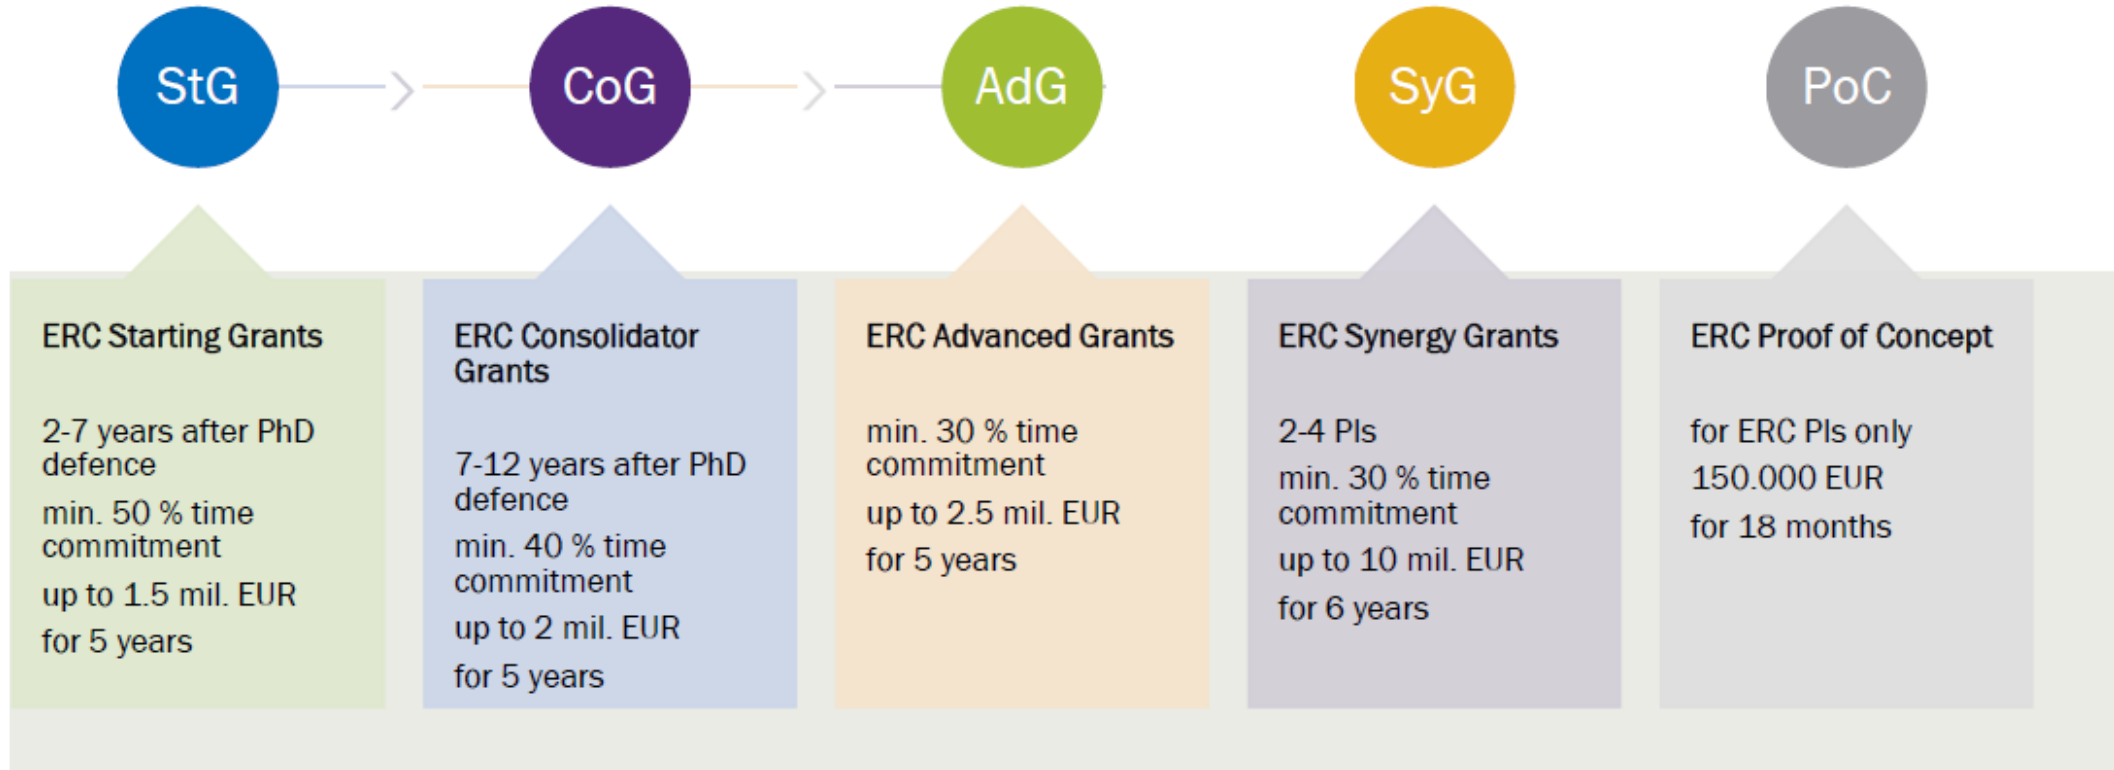 StG
CoG
AdG
SyG
PoC
ERC Starting Grants
2-7 years after PhD
defence
min. 50 % time
commitment
up to 1.5 mil. EUR
for 5 years
ERC Consolidator
Grants
7-12 years after PhD
defence
min. 40 % time
commitment
up to 2 mil. EUR
for 5 years
ERC Advanced Grants
min. 30 % time
commitment
up to 2.5 mil. EUR
for 5 years
ERC Synergy Grants
2-4 PIs
min. 30 % time
commitment
up to 10 mil. EUR
for 6 years
ERC Proof of Concept
for ERC PIs only
150.000 EUR
for 18 months